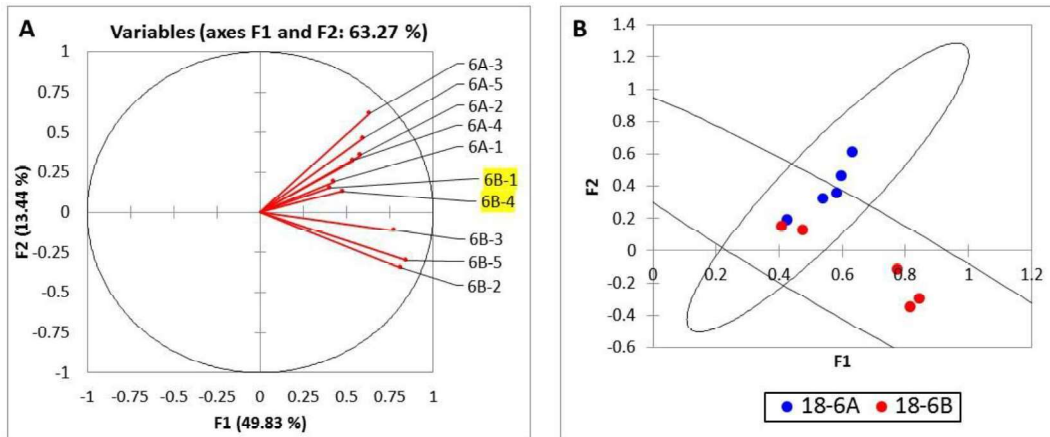 A
Variables (axes F1 and F2: 63.27 %)
1
0.75
0.5
0.25
0
-0.25
-0.5
-0.75
-1
F2 (13.44 %)
-1 -0.75 -0.5 -0.25 0 0.25 0.5 0.75 1
F1 (49.83 %)
6A-3
6A-5
6A-2
6A-4
6A-1
6B-1
6B-4
6B-3
6B-5
6B-2
B
1.4
1.2
1
0.8
0.6
0.4
0.2
0
-0.2
-0.4
-0.6
F2
0 0.2 0.4 0.6 0.8 1 1.2
F1
18-6A 18-6B